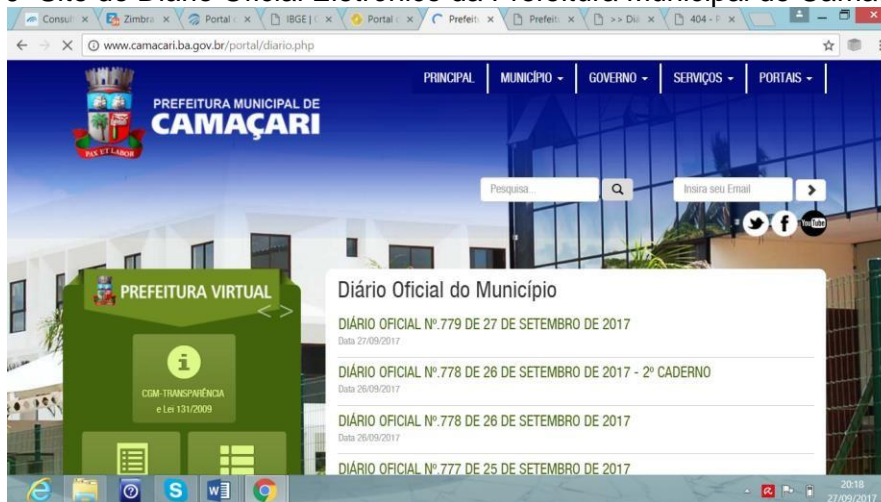 Site do Diário Oficial Eletrônico da Prefeitura Municipal de
Consul Zimbra Portal IBGE | Portal Prefeit Prefeit >> Diá 404 - P
www.camacari.ba.gov.br/portal/diario.php
PRINCIPAL MUNICÍPIO GOVERNO SERVIÇOS PORTAIS
PREFEITURA MUNICIPAL DE
CAMAÇARI
PAX ET LABOR
Pesquisa... Insira seu Email
You Tube
PREFEITURA VIRTUAL
< >
CGM-TRANSPARÊNCIA
e Lei 131/2009
Diário Oficial do Município
DIÁRIO OFICIAL Nº.779 DE 27 DE SETEMBRO DE 2017
Data 27/09/2017
DIÁRIO OFICIAL Nº.778 DE 26 DE SETEMBRO DE 2017 - 2º CADERNO
Data 26/09/2017
DIÁRIO OFICIAL Nº.778 DE 26 DE SETEMBRO DE 2017
Data 26/09/2017
DIÁRIO OFICIAL Nº.777 DE 25 DE SETEMBRO DE 2017
20:18
27/09/2017